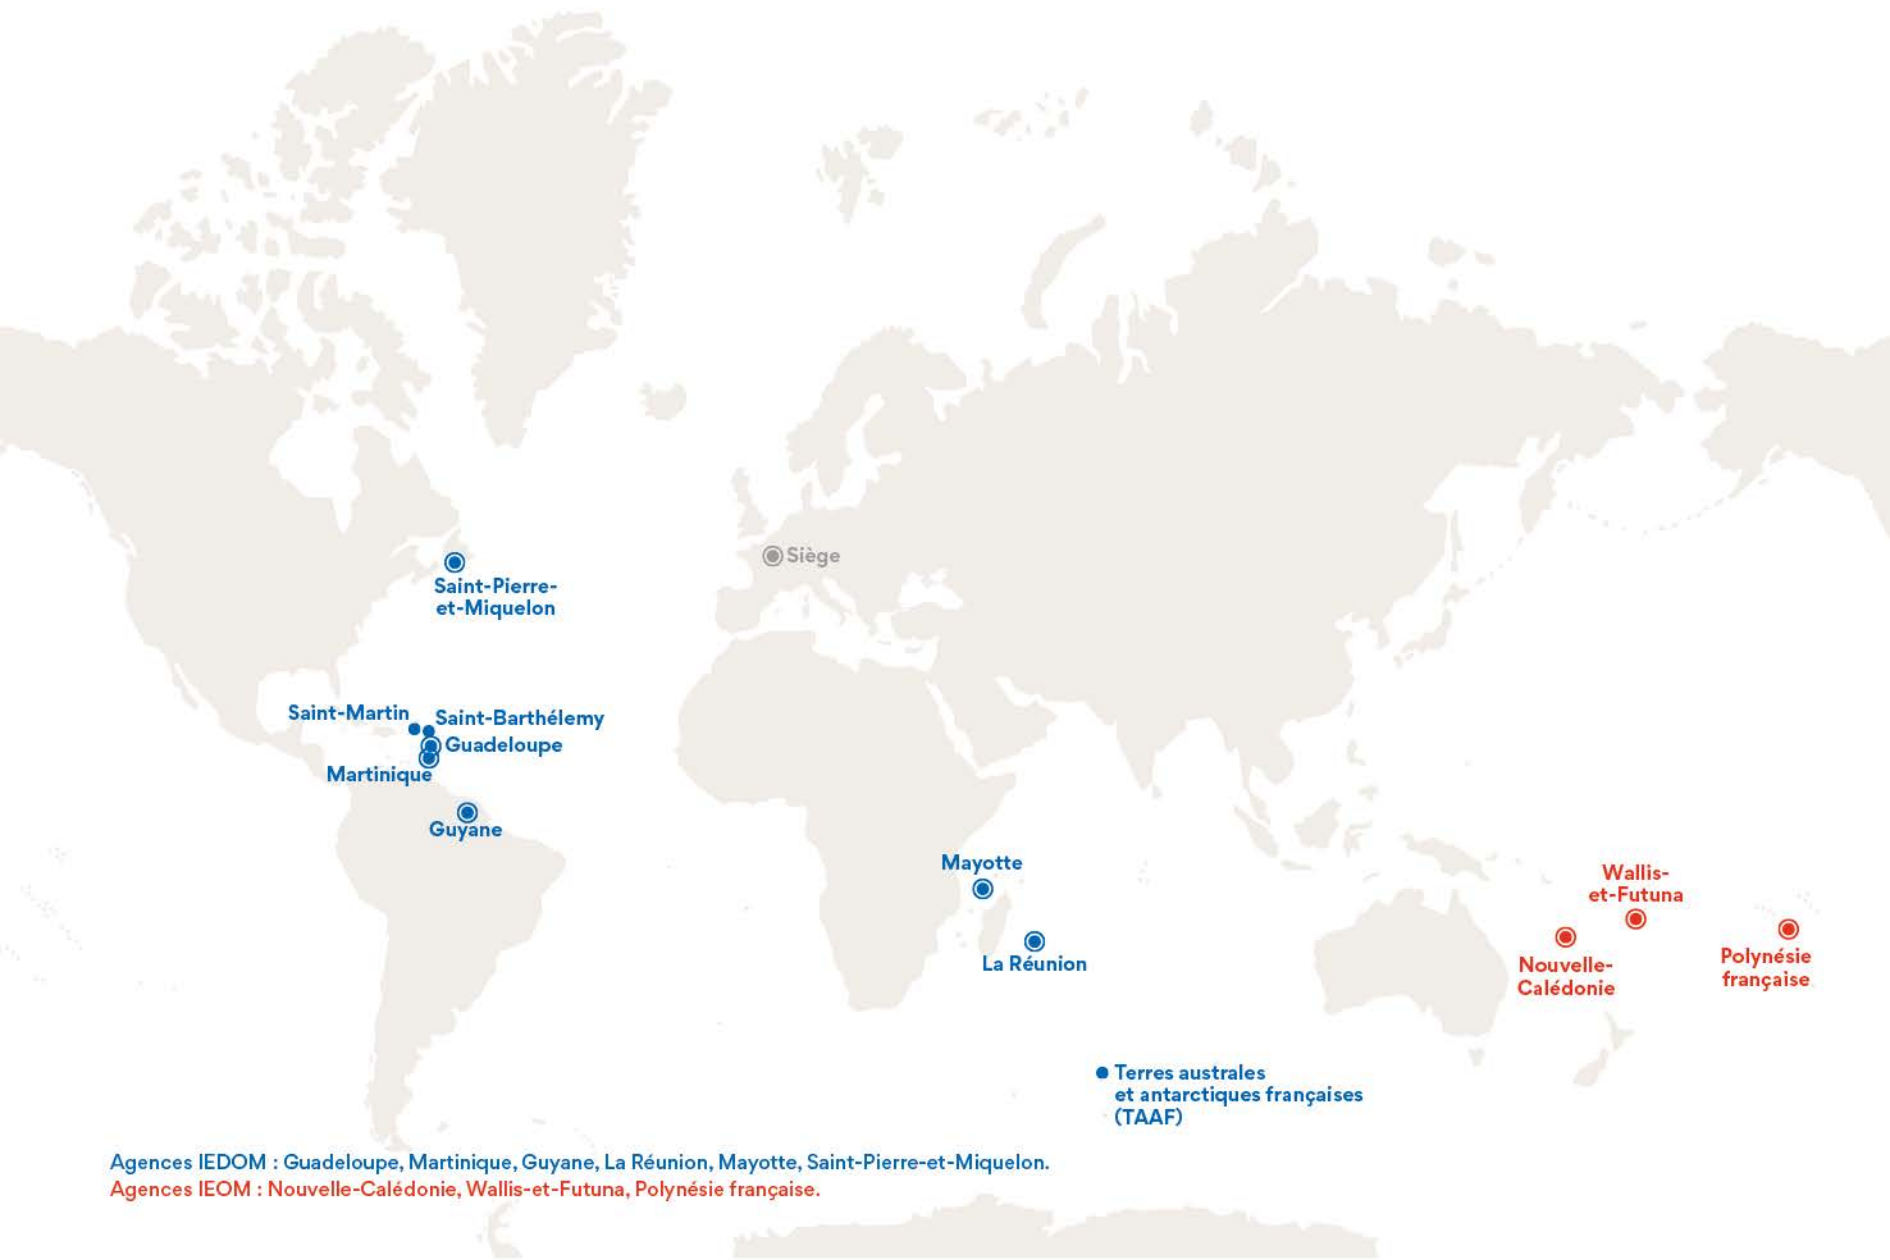 Siège
Saint-Pierre-
et-Miquelon
Saint-Martin
Saint-Barthélemy
Guadeloupe
Martinique
Guyane
Mayotte
La Réunion
Wallis-
et-Futuna
Nouvelle-
Calédonie
Polynésie
française
Terres australes
et antarctiques françaises
(TAAF)
Agences IEDOM : Guadeloupe, Martinique, Guyane, La Réunion, Mayotte, Saint-Pierre-et-Miquelon.
Agences IEOM : Nouvelle-Calédonie, Wallis-et-Futuna, Polynésie française.